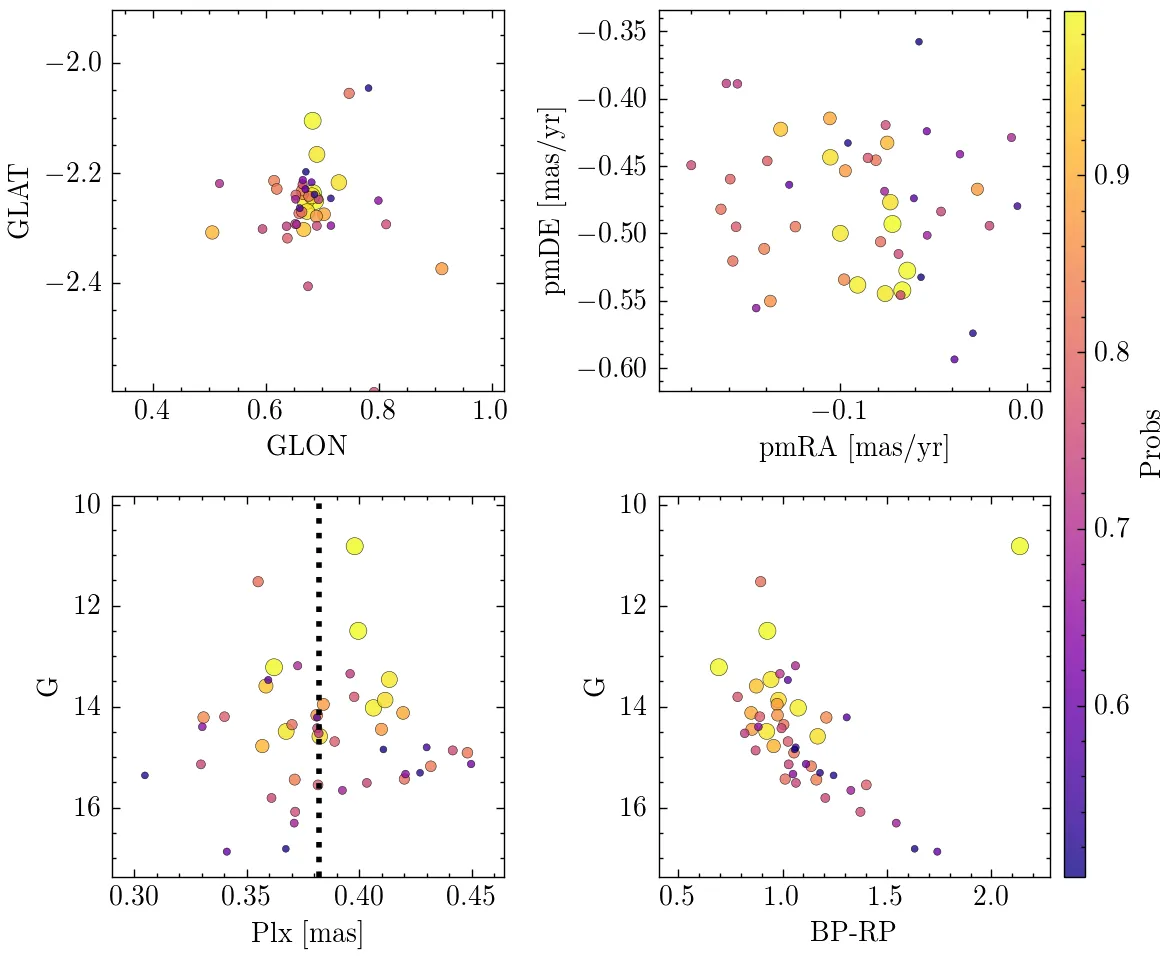 −2.0
−2.2
−2.4
GLAT
0.4 0.6 0.8 1.0
GLON
−0.35
−0.40
−0.45
−0.50
−0.55
−0.60
pmDE [mas/yr]
−0.1 0.0
pmRA [mas/yr]
10
12
14
16
G
0.30 0.35 0.40 0.45
Plx [mas]
10
12
14
16
G
0.5 1.0 1.5 2.0
BP-RP
0.9
0.8
0.7
0.6
Probs